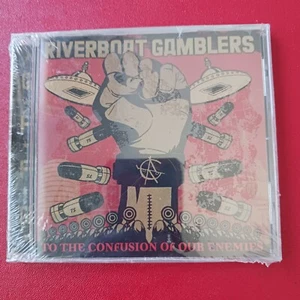 RIVERBOAT GAMBLERS
TO THE CONFUSION OF OUR ENEMIES